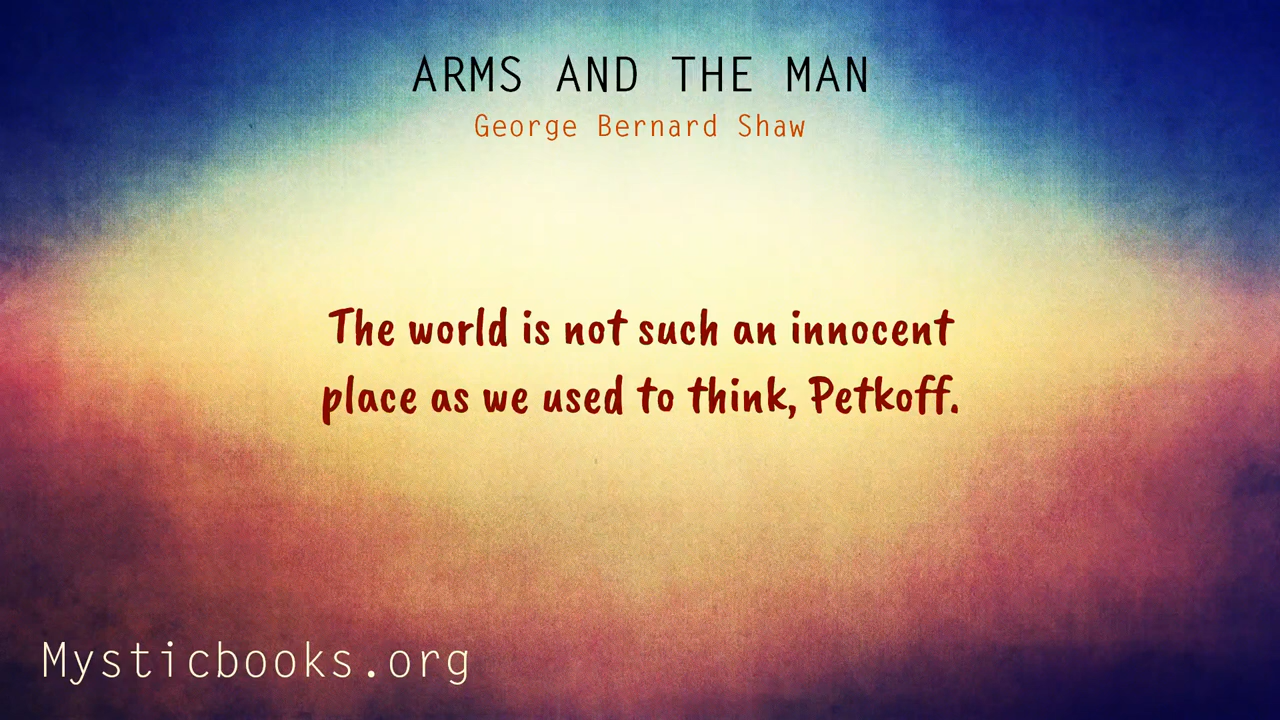 ARMS AND THE MAN
George Bernard Shaw
The world is not such an innocent
place as we used to think, Petkoff.
Mysticbooks.org